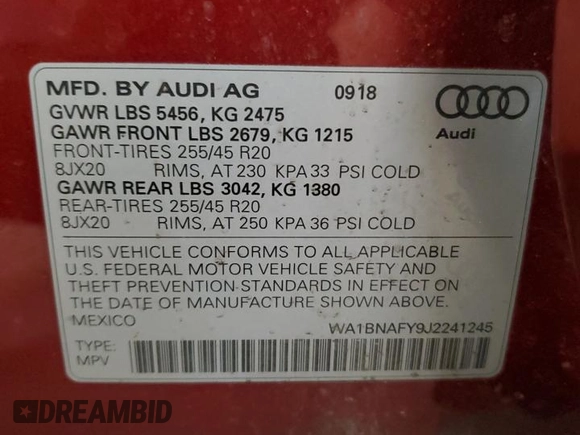 MFD. BY AUDI AG 0918
GVWR LBS 5456, KG 2475
GAWR FRONT LBS 2679, KG 1215 Audi
FRONT-TIRES 255/45 R20
8JX20 RIMS, AT 230 KPA 33 PSI COLD
GAWR REAR LBS 3042, KG 1380
REAR-TIRES 255/45 R20
8JX20 RIMS, AT 250 KPA 36 PSI COLD
THIS VEHICLE CONFORMS TO ALL APPLICABLE
U.S. FEDERAL MOTOR VEHICLE SAFETY AND
THEFT PREVENTION STANDARDS IN EFFECT ON
THE DATE OF MANUFACTURE SHOWN ABOVE.
MEXICO WA1BNAFY9J2241245
TYPE:
MPV
DREAMBID